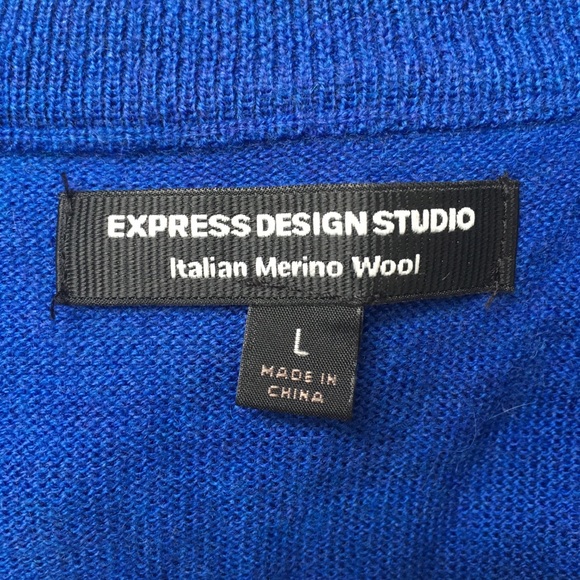 EXPRESS DESIGN STUDIO
Italian Merino Wool
L
MADE IN
CHINA